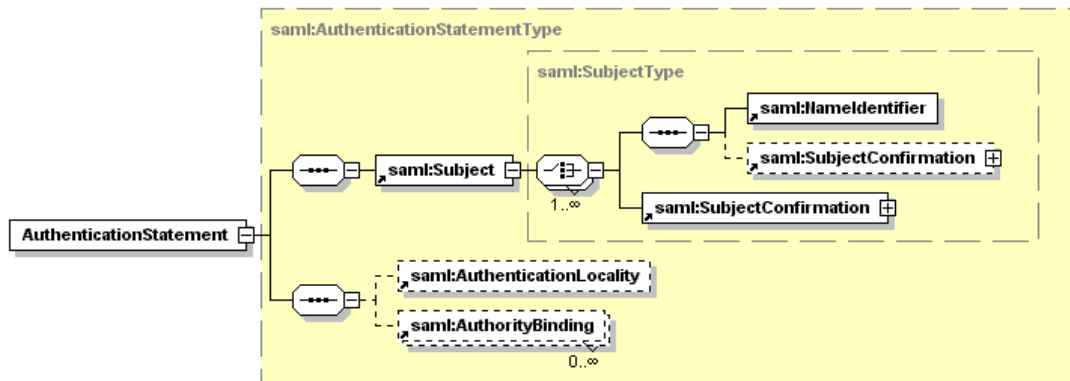 saml:AuthenticationStatementType
saml:SubjectType
saml:NameIdentifier
saml:SubjectConfirmation
saml:Subject
1..∞
saml:SubjectConfirmation
AuthenticationStatement
saml:AuthenticationLocality
saml:AuthorityBinding
0..∞